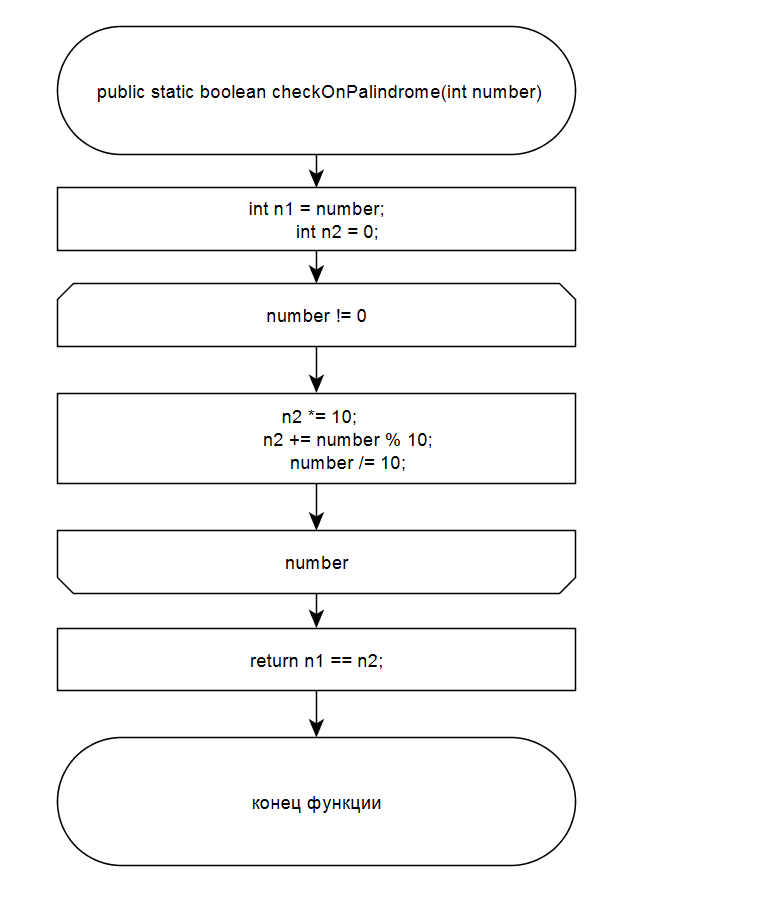 public static boolean checkOnPalindrome(int number)
int n1 = number;
int n2 = 0;
number != 0
n2 *= 10;
n2 += number % 10;
number /= 10;
number
return n1 == n2;
конец функции